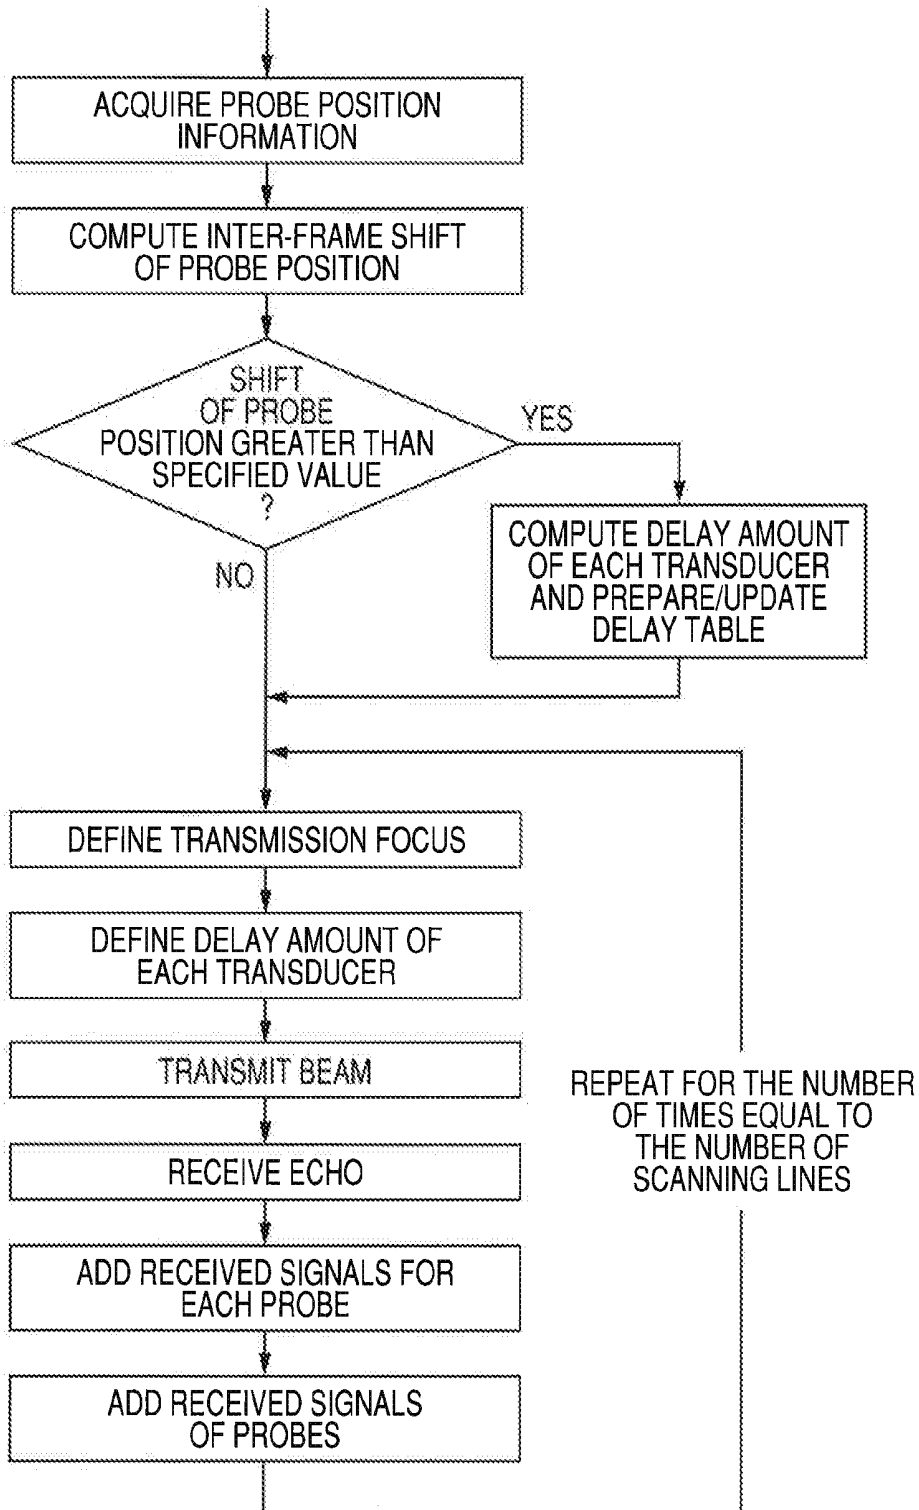 ACQUIRE PROBE POSITION
INFORMATION
COMPUTE INTER-FRAME SHIFT
OF PROBE POSITION
SHIFT
OF PROBE
POSITION GREATER THAN
SPECIFIED VALUE
?
YES
COMPUTE DELAY AMOUNT
OF EACH TRANSDUCER
AND PREPARE/UPDATE
DELAY TABLE
NO
DEFINE TRANSMISSION FOCUS
DEFINE DELAY AMOUNT OF
EACH TRANSDUCER
TRANSMIT BEAM
RECEIVE ECHO
ADD RECEIVED SIGNALS FOR
EACH PROBE
ADD RECEIVED SIGNALS
OF PROBES
REPEAT FOR THE NUMBER
OF TIMES EQUAL TO
THE NUMBER OF
SCANNING LINES